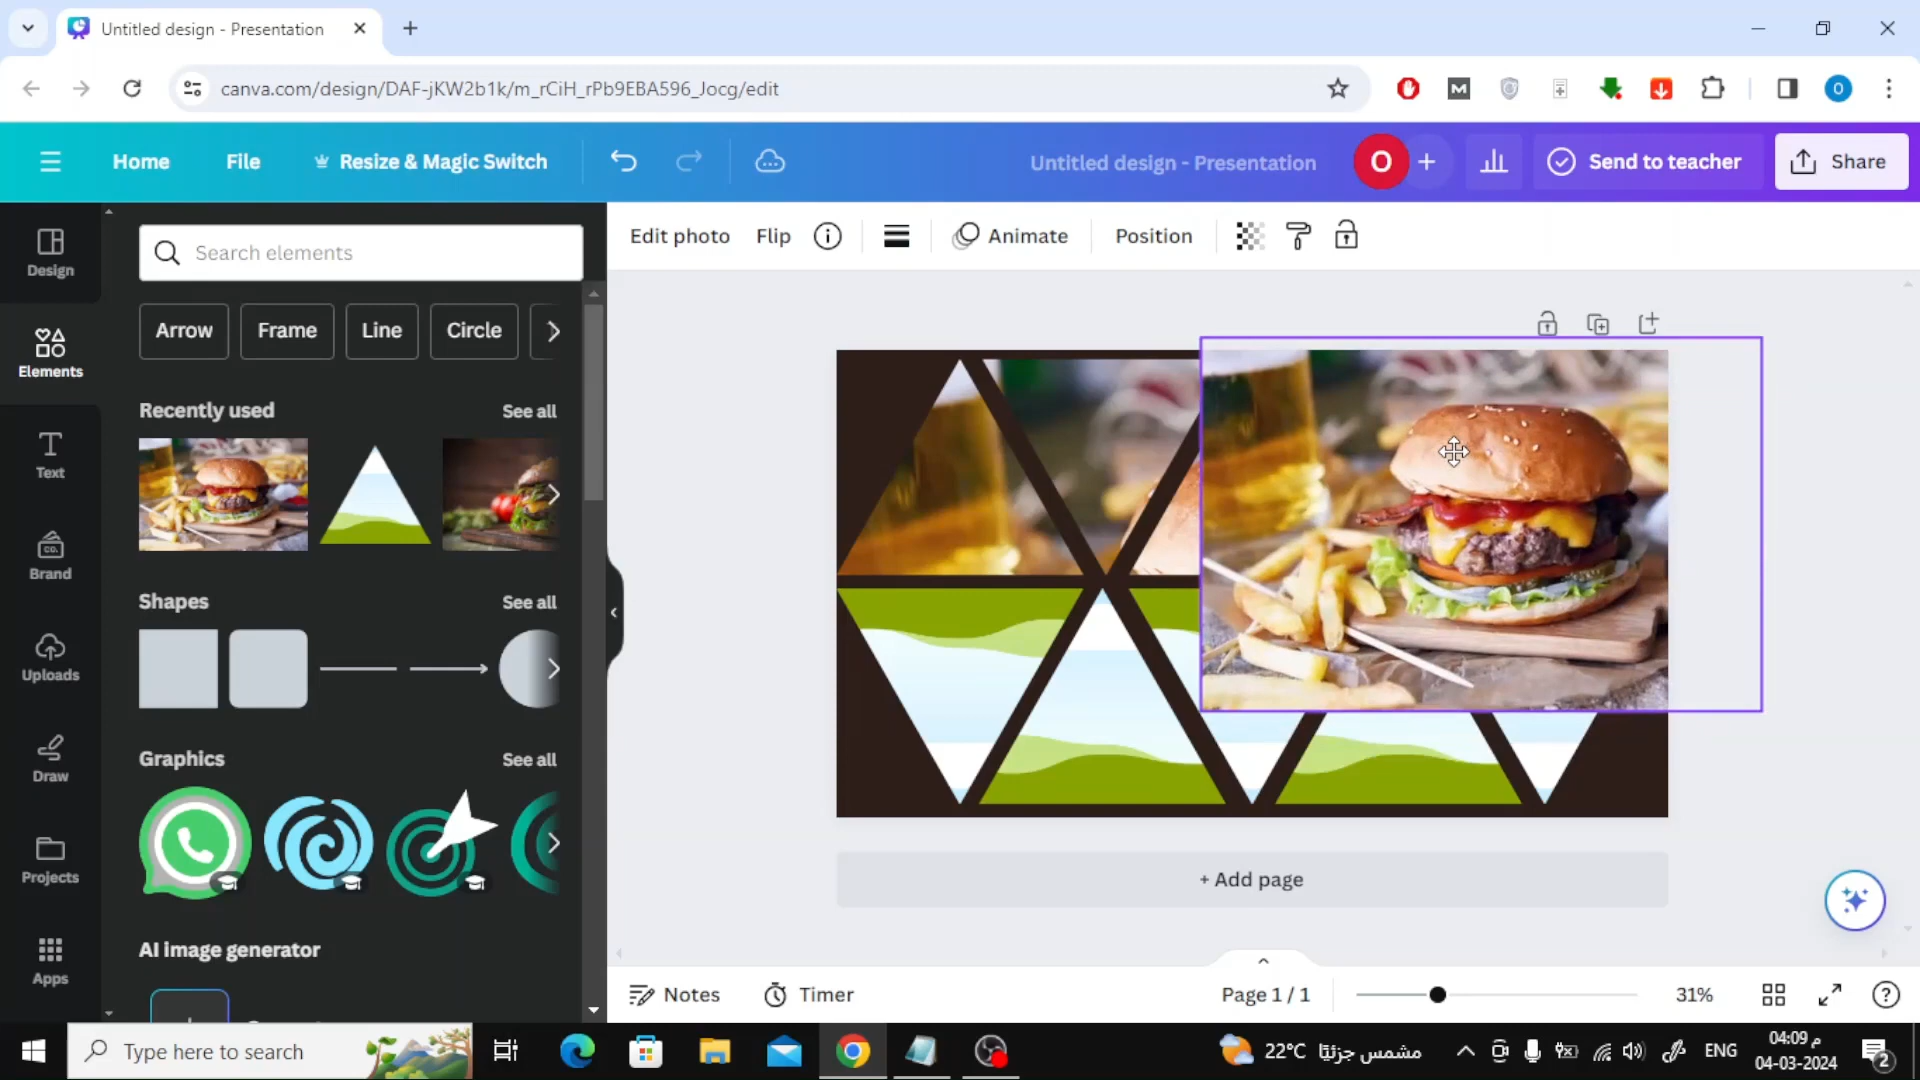 Untitled design - Presentation
canva.com/design/DAF-jKW2b1k/m_rCiH_rPb9EBA596_Jocg/edit
Home
File
Resize & Magic Switch
Untitled design - Presentation
O
Send to teacher
Share
Design
Elements
Text
Brand
Uploads
Draw
Projects
Apps
Search elements
Arrow
Frame
Line
Circle
Recently used
See all
Shapes
See all
Graphics
See all
AI image generator
Edit photo
Flip
Animate
Position
+ Add page
Notes
Timer
Page 1 / 1
31%
Type here to search
22°C مشمس جزئيًا
ENG
04:09 م
04-03-2024
2